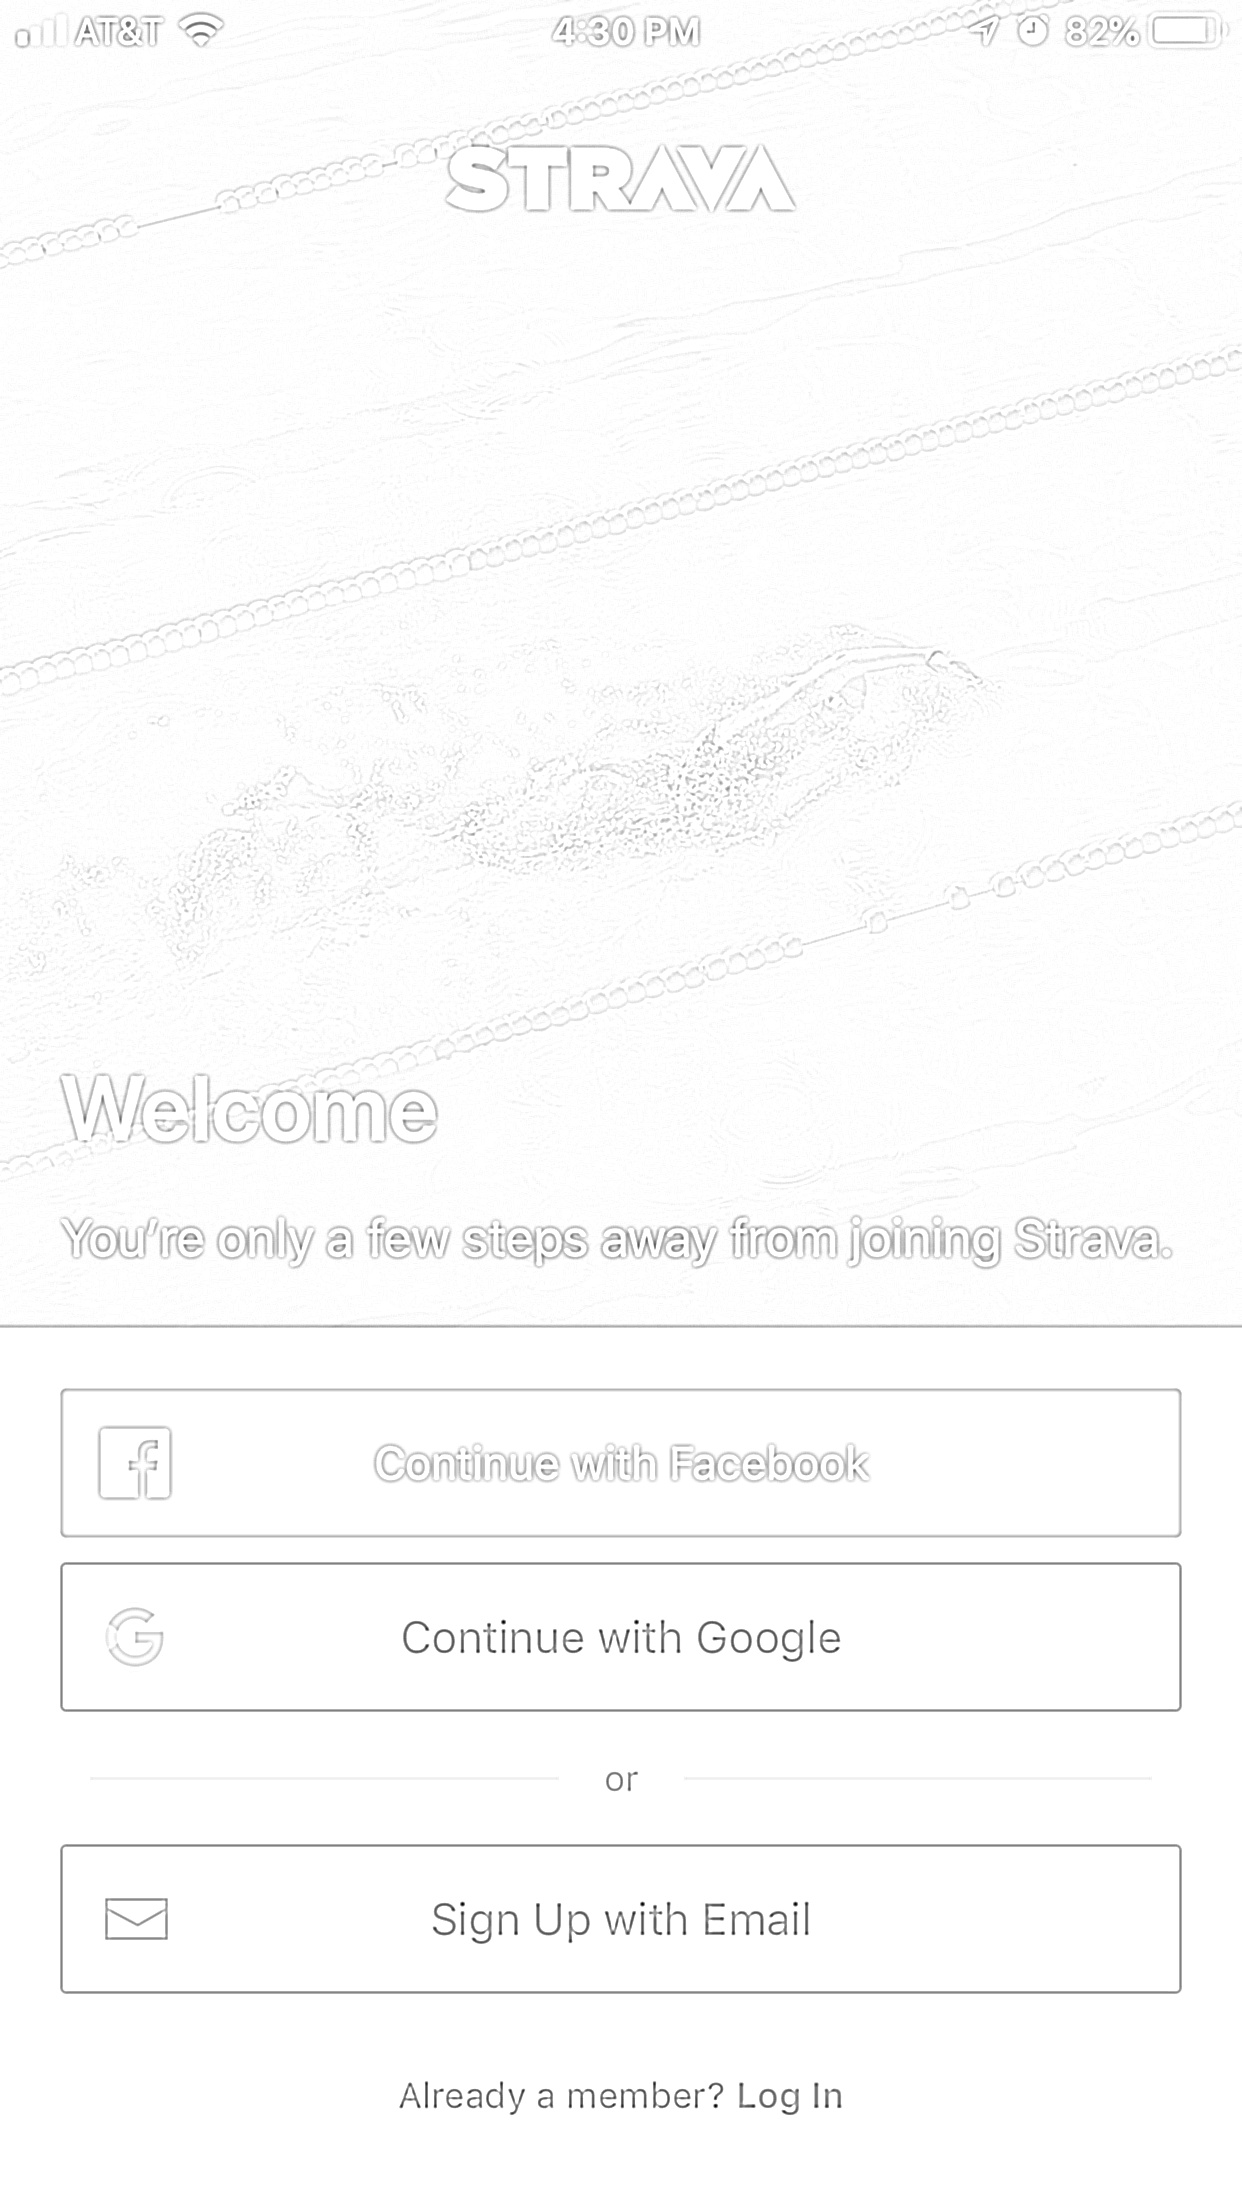 AT&T 4:30 PM 82%
STRAVA
Welcome
You’re only a few steps away from joining Strava.
Continue with Facebook
Continue with Google
or
Sign Up with Email
Already a member? Log In